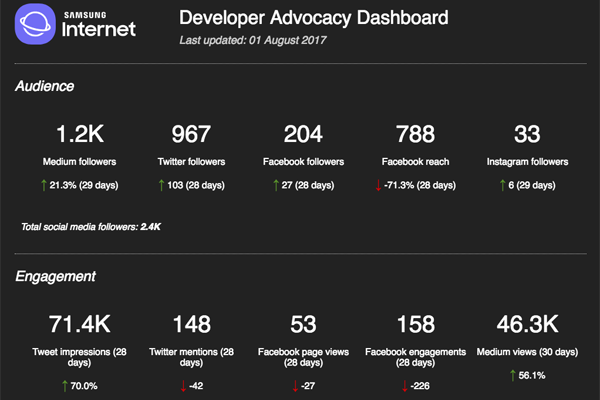 SAMSUNG
Internet
Developer Advocacy Dashboard
Last updated: 01 August 2017
Audience
1.2K 967 204 788 33
Medium followers Twitter followers Facebook followers Facebook reach Instagram followers
↑ 21.3% (29 days) ↑ 103 (28 days) ↑ 27 (28 days) ↓ -71.3% (28 days) ↑ 6 (29 days)
Total social media followers: 2.4K
Engagement
71.4K 148 53 158 46.3K
Tweet impressions (28 Twitter mentions (28 Facebook page views Facebook engagements Medium views (30 days)
days) days) (28 days) (28 days)
↑ 70.0% ↓ -42 ↓ -27 ↓ -226 ↑ 56.1%